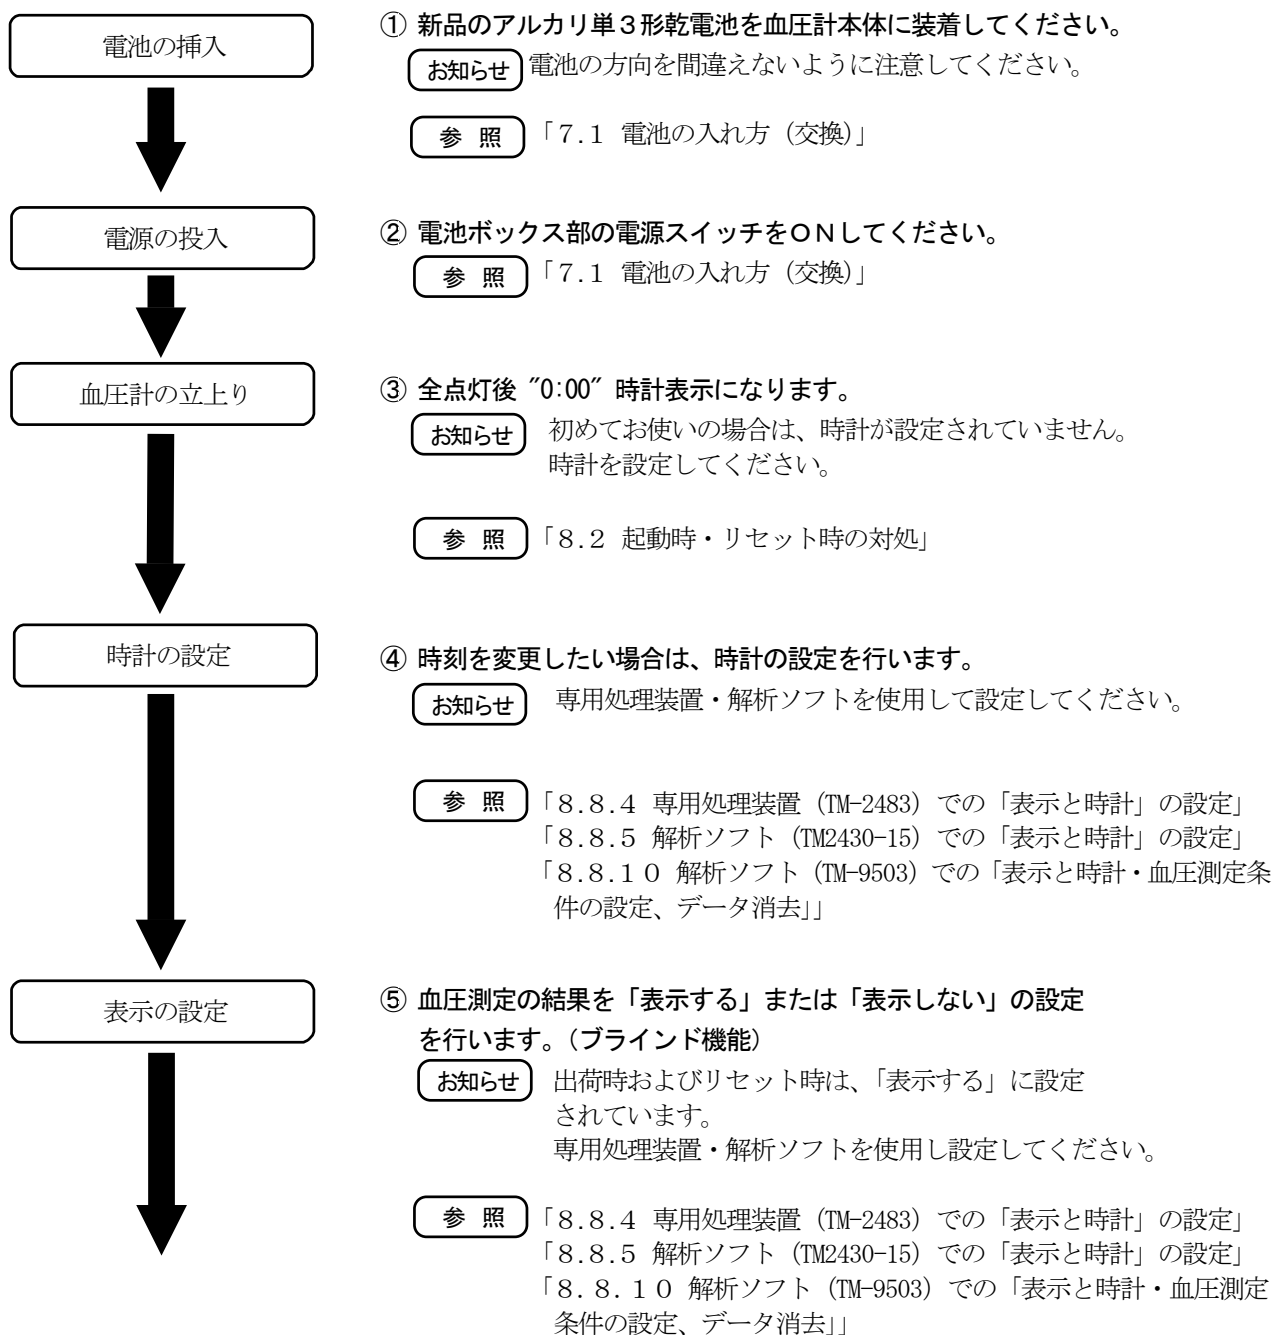 電池の挿入
① 新品のアルカリ単３形乾電池を血圧計本体に装着してください。
お知らせ 電池の方向を間違えないように注意してください。
参 照 「７.１ 電池の入れ方（交換）」
電源の投入
② 電池ボックス部の電源スイッチをＯＮしてください。
参 照 「７.１ 電池の入れ方（交換）」
血圧計の立上り
③ 全点灯後 ″0:00″ 時計表示になります。
お知らせ 初めてお使いの場合は、時計が設定されていません。
時計を設定してください。
参 照 「８.２ 起動時・リセット時の対処」
時計の設定
④ 時刻を変更したい場合は、時計の設定を行います。
お知らせ 専用処理装置・解析ソフトを使用して設定してください。
参 照 「８.８.４ 専用処理装置（TM-2483）での「表示と時計」の設定」
「８.８.５ 解析ソフト（TM2430-15）での「表示と時計」の設定」
「８.８.１０ 解析ソフト（TM-9503）での「表示と時計・血圧測定条
件の設定、データ消去」」
表示の設定
⑤ 血圧測定の結果を「表示する」または「表示しない」の設定
を行います。（ブラインド機能）
お知らせ 出荷時およびリセット時は、「表示する」に設定
されています。
専用処理装置・解析ソフトを使用し設定してください。
参 照 「８.８.４ 専用処理装置（TM-2483）での「表示と時計」の設定」
「８.８.５ 解析ソフト（TM2430-15）での「表示と時計」の設定」
「８.８.１０ 解析ソフト（TM-9503）での「表示と時計・血圧測定
条件の設定、データ消去」」